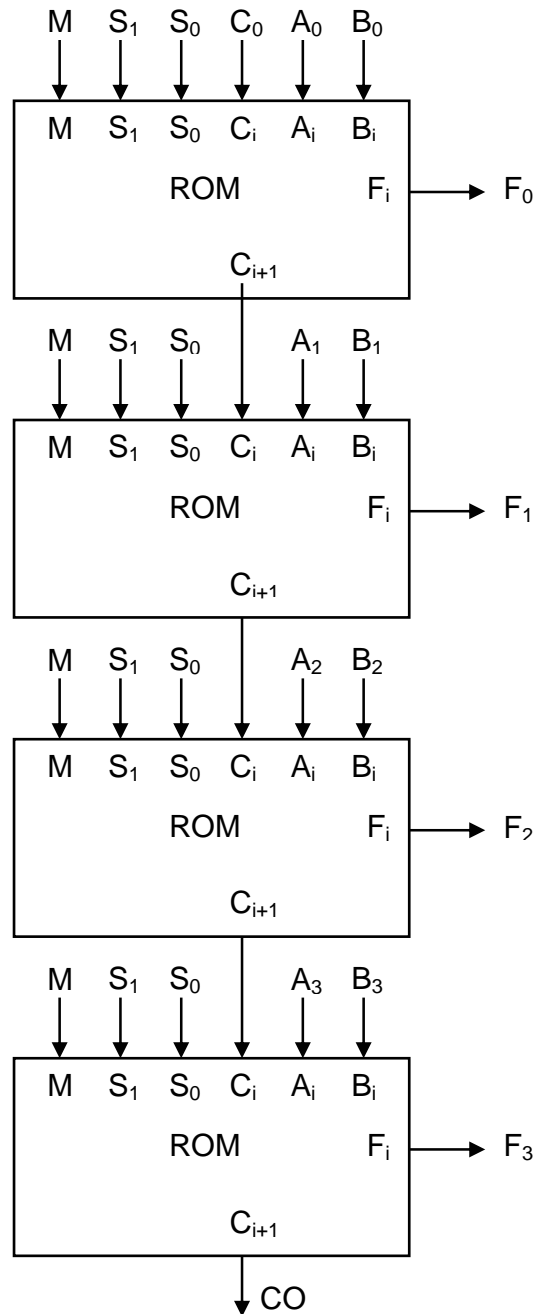 M S₁ S₀ C₀ A₀ B₀
M S₁ S₀ Cᵢ Aᵢ Bᵢ
ROM Fᵢ F₀
Cᵢ₊₁
M S₁ S₀ A₁ B₁
M S₁ S₀ Cᵢ Aᵢ Bᵢ
ROM Fᵢ F₁
Cᵢ₊₁
M S₁ S₀ A₂ B₂
M S₁ S₀ Cᵢ Aᵢ Bᵢ
ROM Fᵢ F₂
Cᵢ₊₁
M S₁ S₀ A₃ B₃
M S₁ S₀ Cᵢ Aᵢ Bᵢ
ROM Fᵢ F₃
Cᵢ₊₁
CO